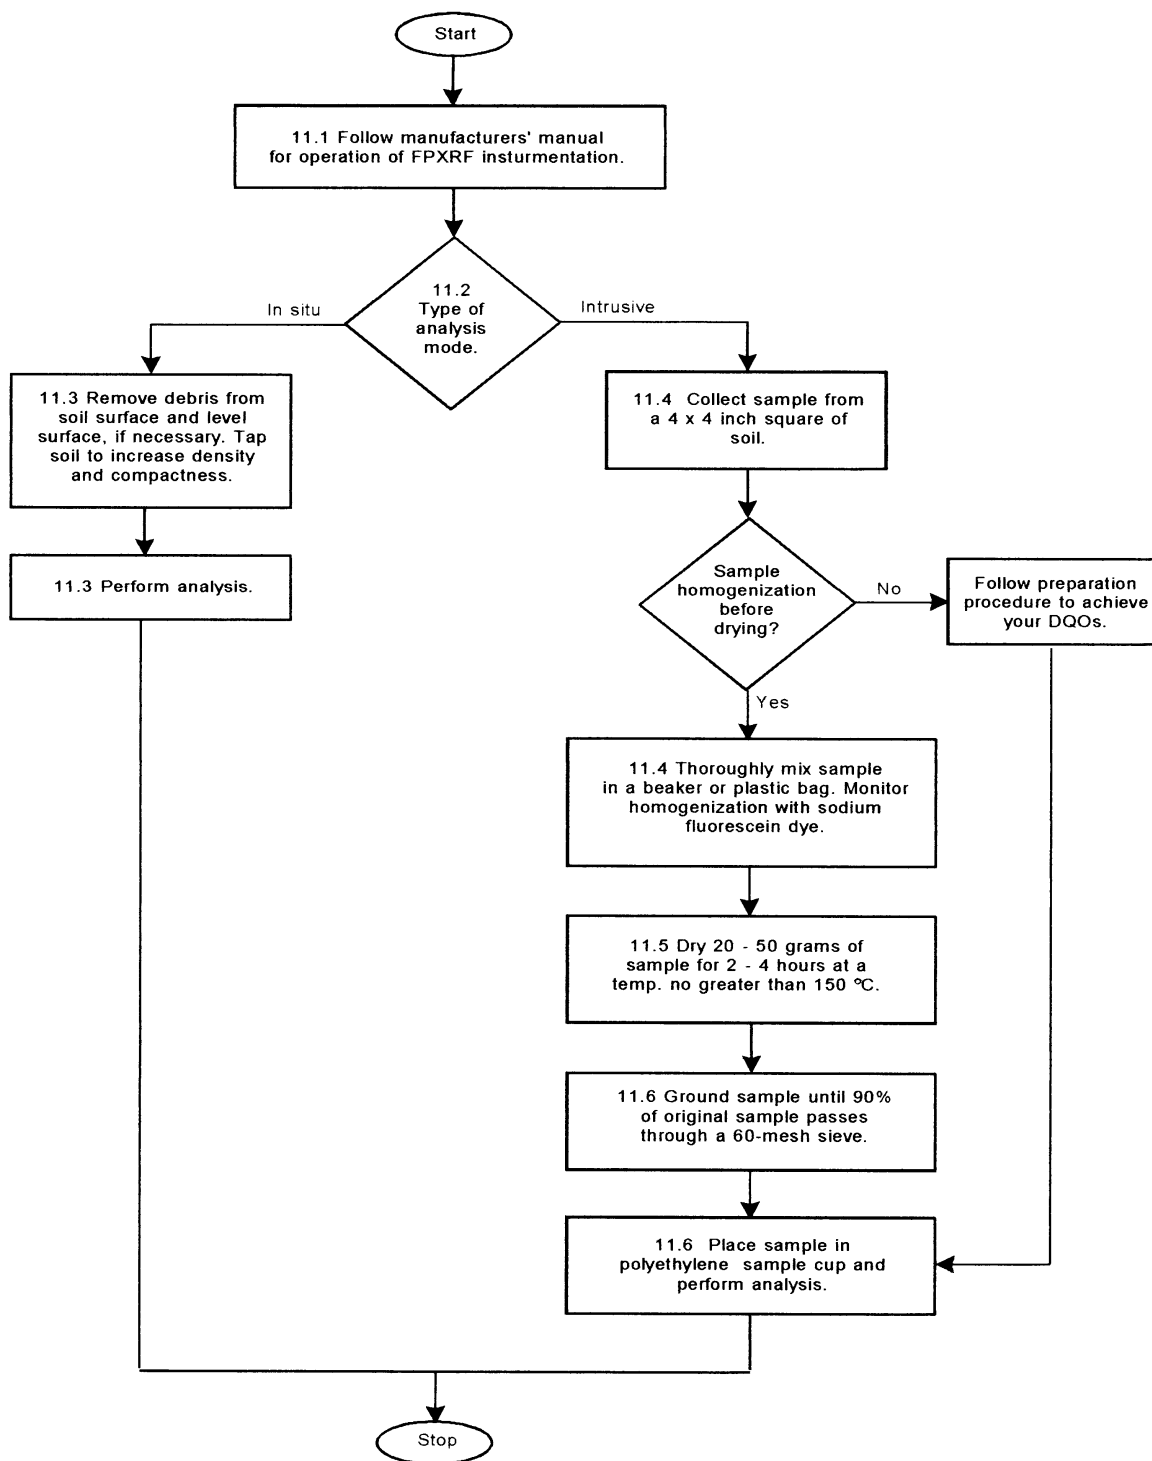 Start
11.1 Follow manufacturers' manual
for operation of FPXRF insturmentation.
11.2
Type of
analysis
mode.
In situ
Intrusive
11.3 Remove debris from
soil surface and level
surface, if necessary. Tap
soil to increase density
and compactness.
11.3 Perform analysis.
11.4 Collect sample from
a 4 x 4 inch square of
soil.
Sample
homogenization
before
drying?
No
Follow preparation
procedure to achieve
your DQOs.
Yes
11.4 Thoroughly mix sample
in a beaker or plastic bag. Monitor
homogenization with sodium
fluorescein dye.
11.5 Dry 20 - 50 grams of
sample for 2 - 4 hours at a
temp. no greater than 150 ºC.
11.6 Ground sample until 90%
of original sample passes
through a 60-mesh sieve.
11.6 Place sample in
polyethylene sample cup and
perform analysis.
Stop